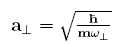 a⊥ = √(ħ/(mω⊥))